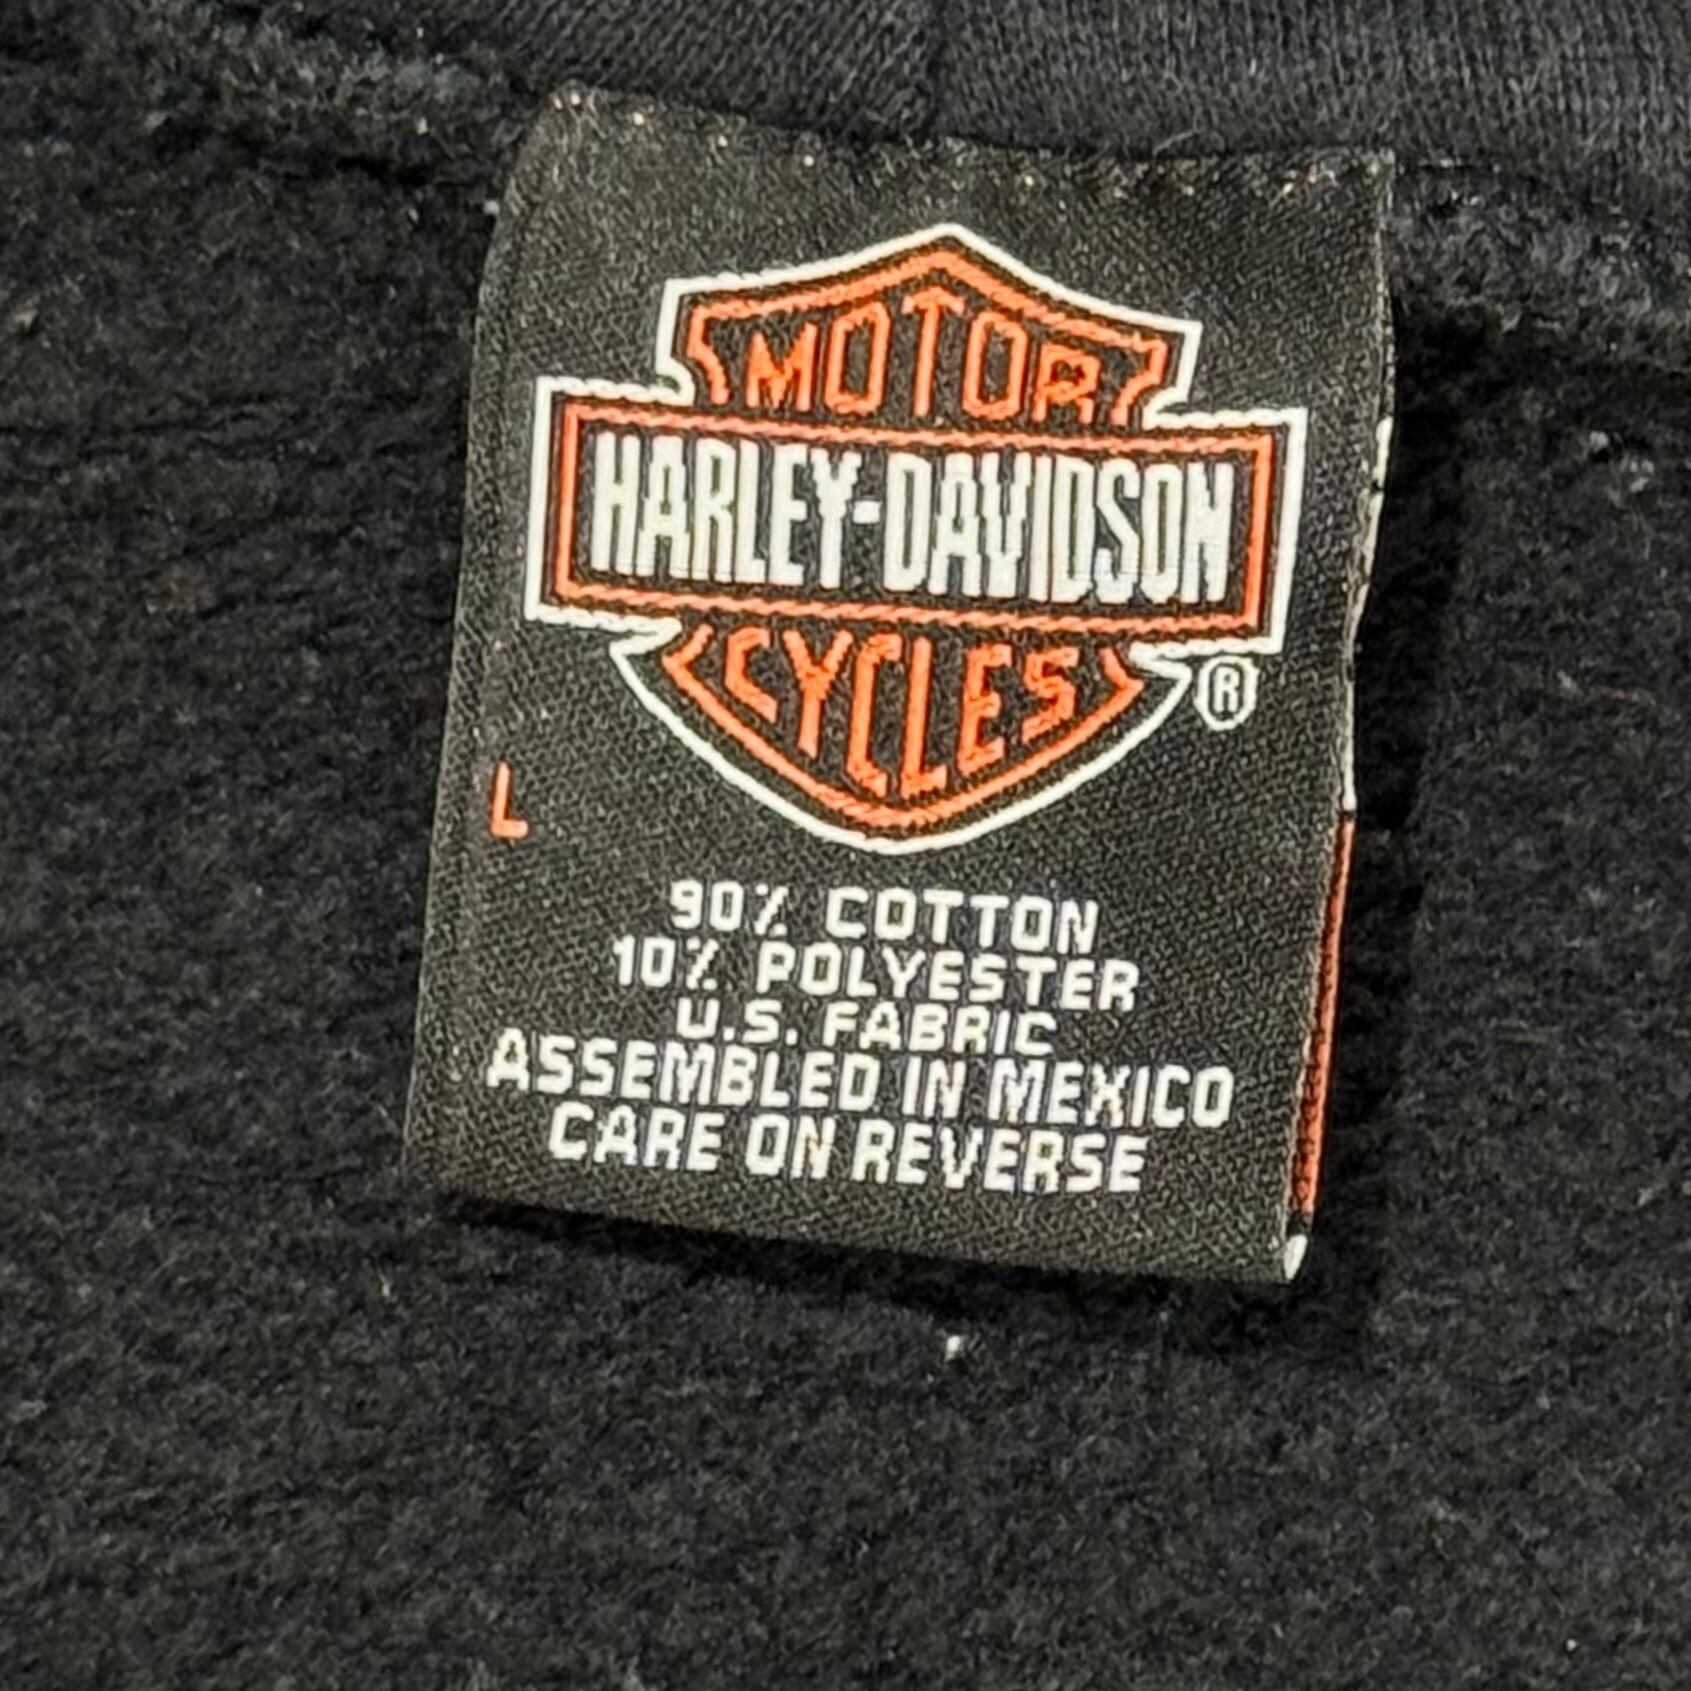 MOTOR
HARLEY-DAVIDSON
CYCLES
®
L
90% COTTON
10% POLYESTER
U.S. FABRIC
ASSEMBLED IN MEXICO
CARE ON REVERSE